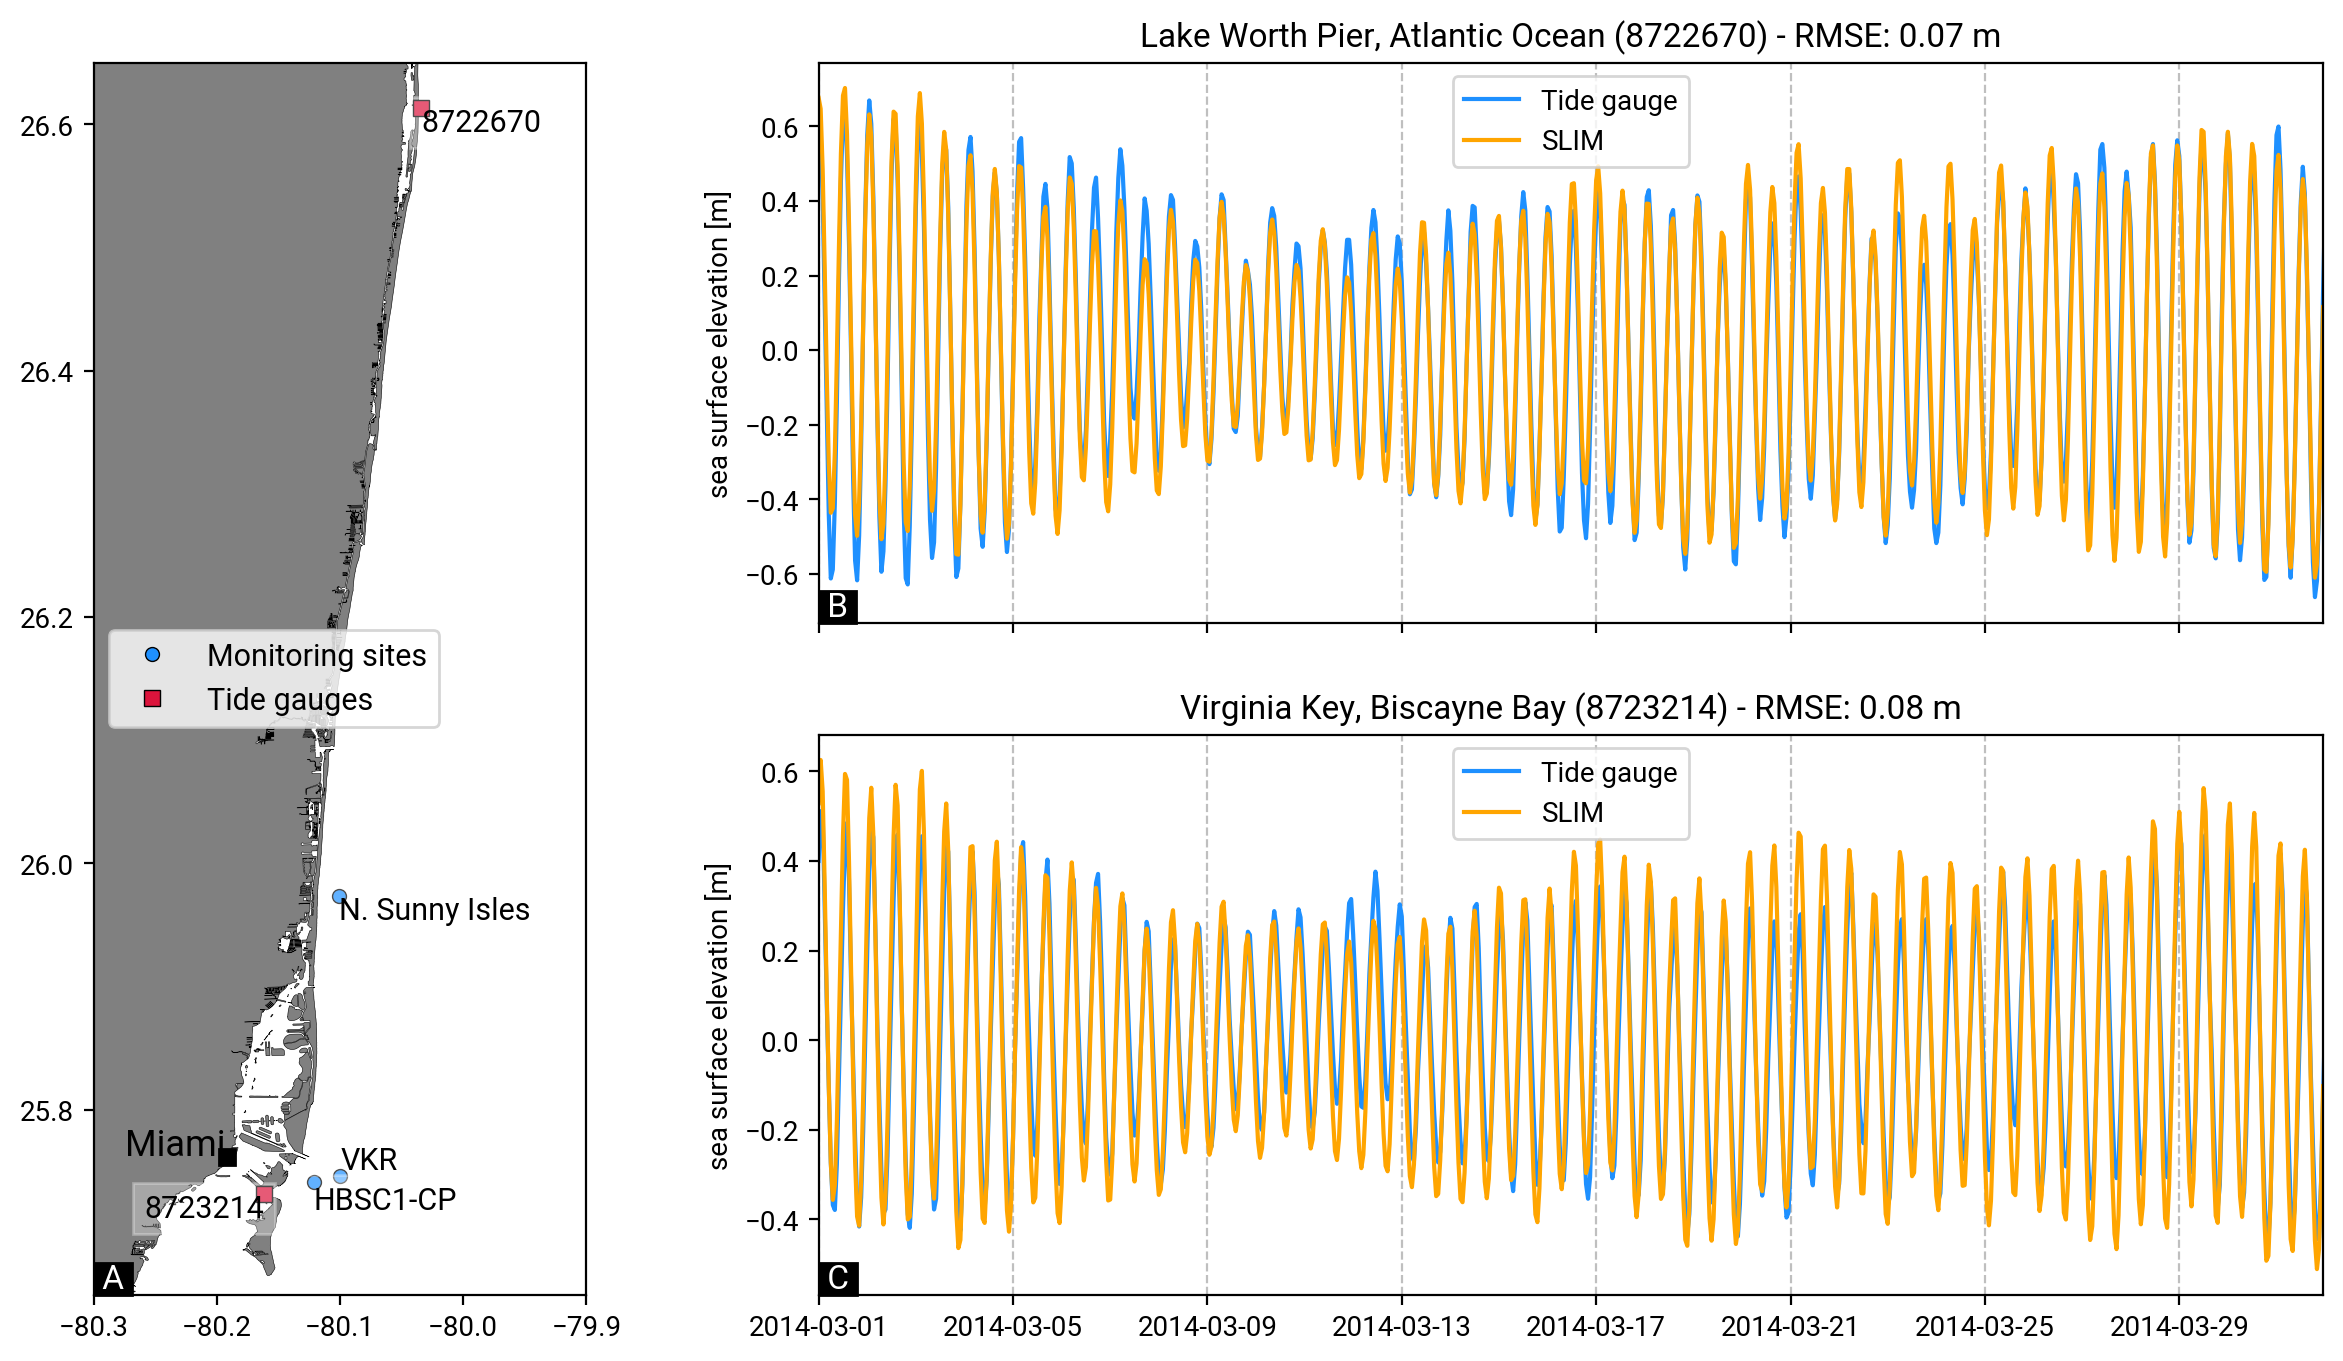 26.6
26.4
26.2
26.0
25.8
−80.3
−80.2
−80.1
−80.0
−79.9
8722670
Monitoring sites
Tide gauges
N. Sunny Isles
Miami
VKR
HBSC1-CP
8723214
A
Lake Worth Pier, Atlantic Ocean (8722670) - RMSE: 0.07 m
Tide gauge
SLIM
sea surface elevation [m]
0.6
0.4
0.2
0.0
−0.2
−0.4
−0.6
B
Virginia Key, Biscayne Bay (8723214) - RMSE: 0.08 m
Tide gauge
SLIM
sea surface elevation [m]
0.6
0.4
0.2
0.0
−0.2
−0.4
C
2014-03-01
2014-03-05
2014-03-09
2014-03-13
2014-03-17
2014-03-21
2014-03-25
2014-03-29